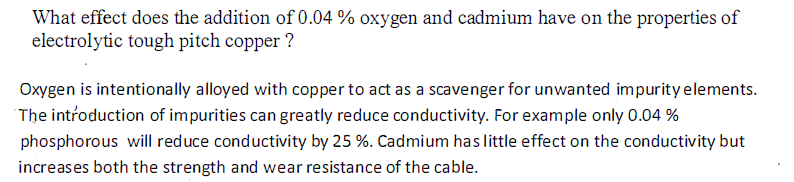 What effect does the addition of 0.04 % oxygen and cadmium have on the properties of
electrolytic tough pitch copper ?
Oxygen is intentionally alloyed with copper to act as a scavenger for unwanted impurity elements.
The introduction of impurities can greatly reduce conductivity. For example only 0.04 %
phosphorous will reduce conductivity by 25 %. Cadmium has little effect on the conductivity but
increases both the strength and wear resistance of the cable.